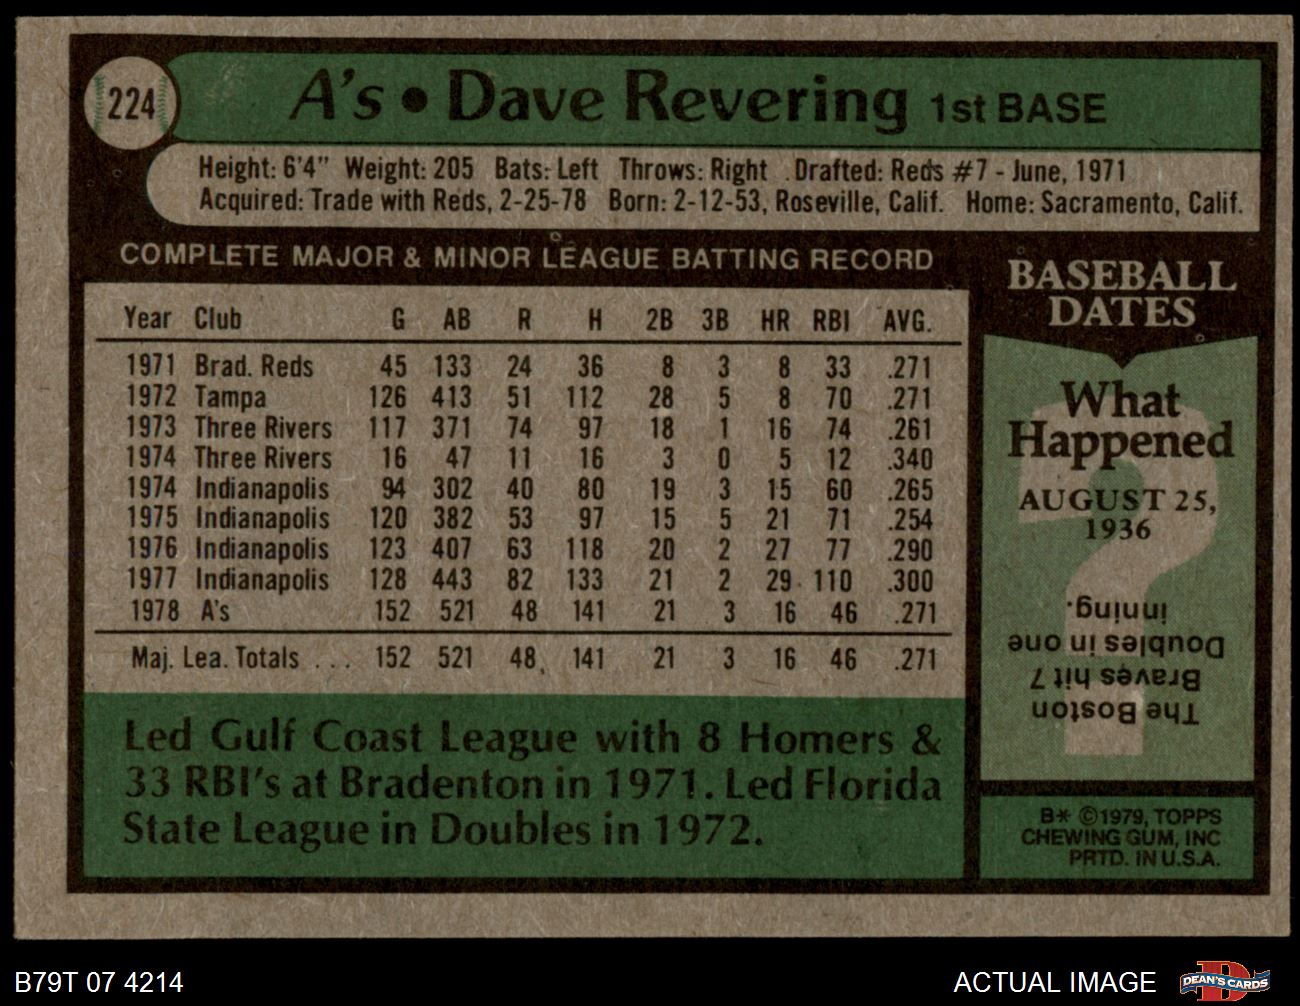 224
A's • Dave Revering 1st BASE
Height: 6'4" Weight: 205 Bats: Left Throws: Right Drafted: Reds #7 - June, 1971
Acquired: Trade with Reds, 2-25-78 Born: 2-12-53, Roseville, Calif. Home: Sacramento, Calif.
COMPLETE MAJOR & MINOR LEAGUE BATTING RECORD
Year Club G AB R H 2B 3B HR RBI AVG.
1971 Brad. Reds 45 133 24 36 8 3 8 33 .271
1972 Tampa 126 413 51 112 28 5 8 70 .271
1973 Three Rivers 117 371 74 97 18 1 16 74 .261
1974 Three Rivers 16 47 11 16 3 0 5 12 .340
1974 Indianapolis 94 302 40 80 19 3 15 60 .265
1975 Indianapolis 120 382 53 97 15 5 21 71 .254
1976 Indianapolis 123 407 63 118 20 2 27 77 .290
1977 Indianapolis 128 443 82 133 21 2 29 110 .300
1978 A's 152 521 48 141 21 3 16 46 .271
Maj. Lea. Totals ... 152 521 48 141 21 3 16 46 .271
Led Gulf Coast League with 8 Homers &
33 RBI's at Bradenton in 1971. Led Florida
State League in Doubles in 1972.
BASEBALL
DATES
What
Happened
AUGUST 25,
1936
The Boston
Braves hit 7
Doubles in one
inning.
B* ©1979, TOPPS
CHEWING GUM, INC
PRTD. IN U.S.A.
B79T 07 4214
ACTUAL IMAGE
D
DEAN'S CARDS